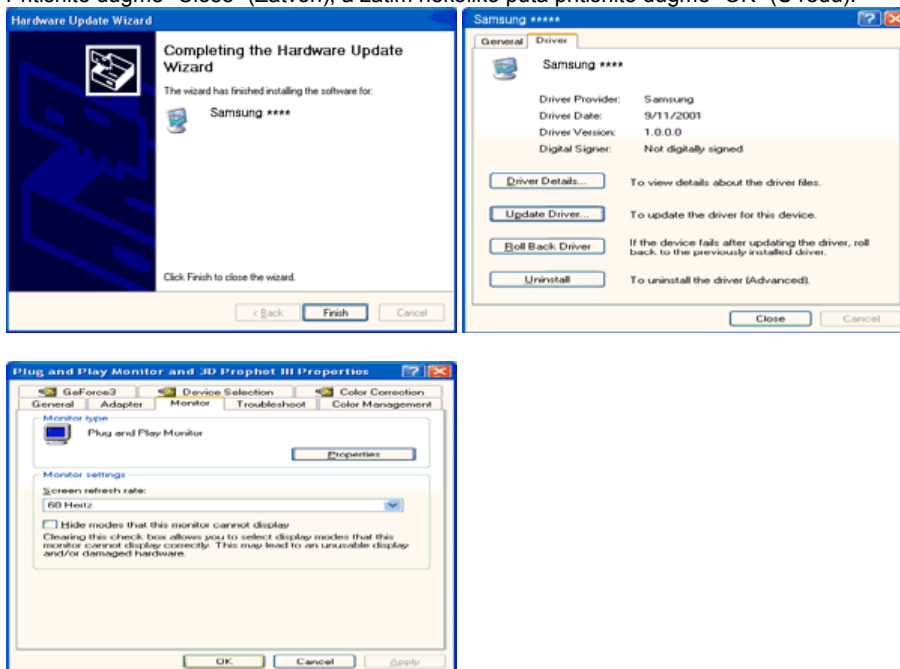 Pritisnite dugme "Close" (Zatvori), a zatim nekoliko puta pritisnite dugme "OK" (U redu).
Hardware Update Wizard
Completing the Hardware Update
Wizard
The wizard has finished installing the software for:
Samsung ****
Click Finish to close the wizard.
< Back
Finish
Cancel
Samsung *****
General
Driver
Samsung ****
Driver Provider: Samsung
Driver Date: 9/11/2001
Driver Version: 1.0.0.0
Digital Signer: Not digitally signed
Driver Details... To view details about the driver files.
Update Driver... To update the driver for this device.
Roll Back Driver If the device fails after updating the driver, roll
back to the previously installed driver.
Uninstall To uninstall the driver (Advanced).
Close
Cancel
Plug and Play Monitor and 3D Prophet III Properties
GeForce3 Device Selection Color Correction
General Adapter Monitor Troubleshoot Color Management
Monitor type
Plug and Play Monitor
Properties
Monitor settings
Screen refresh rate:
60 Hertz
Hide modes that this monitor cannot display
Clearing this check box allows you to select display modes that this
monitor cannot display correctly. This may lead to an unusable display
and/or damaged hardware.
OK
Cancel
Apply